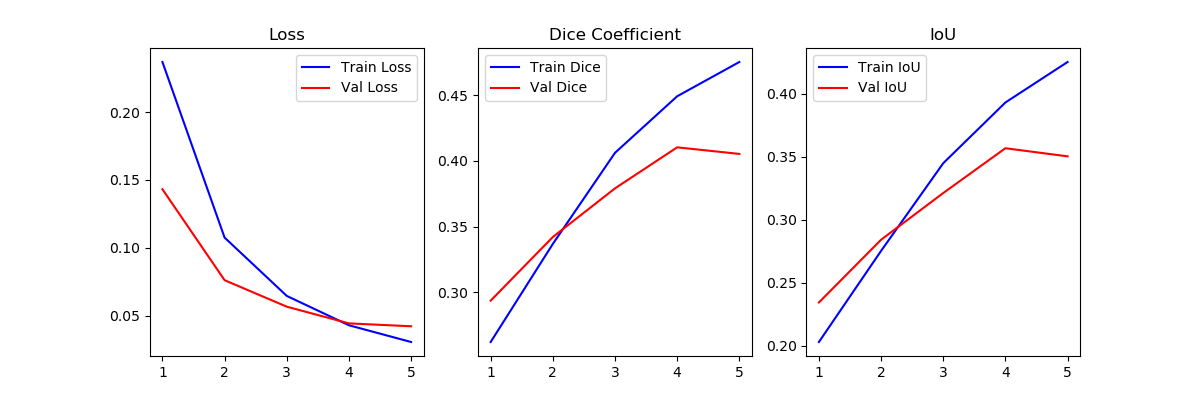 Loss
Train Loss
Val Loss
0.20
0.15
0.10
0.05
1 2 3 4 5
Dice Coefficient
Train Dice
Val Dice
0.45
0.40
0.35
0.30
1 2 3 4 5
IoU
Train IoU
Val IoU
0.40
0.35
0.30
0.25
0.20
1 2 3 4 5